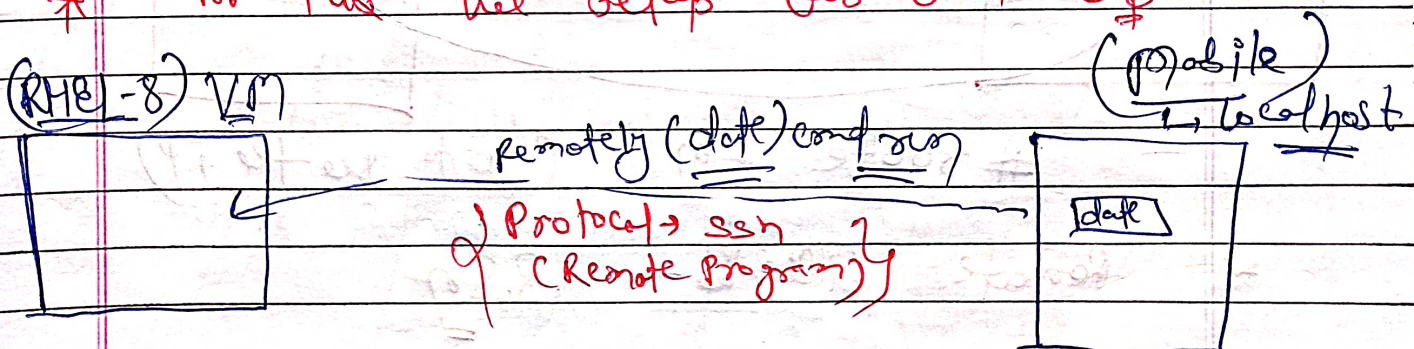 (RHEL-8) VM
(mobile)
↳ localhost
Remotely (date) cmd run
{ Protocol → ssh }
(Remote Program)
date